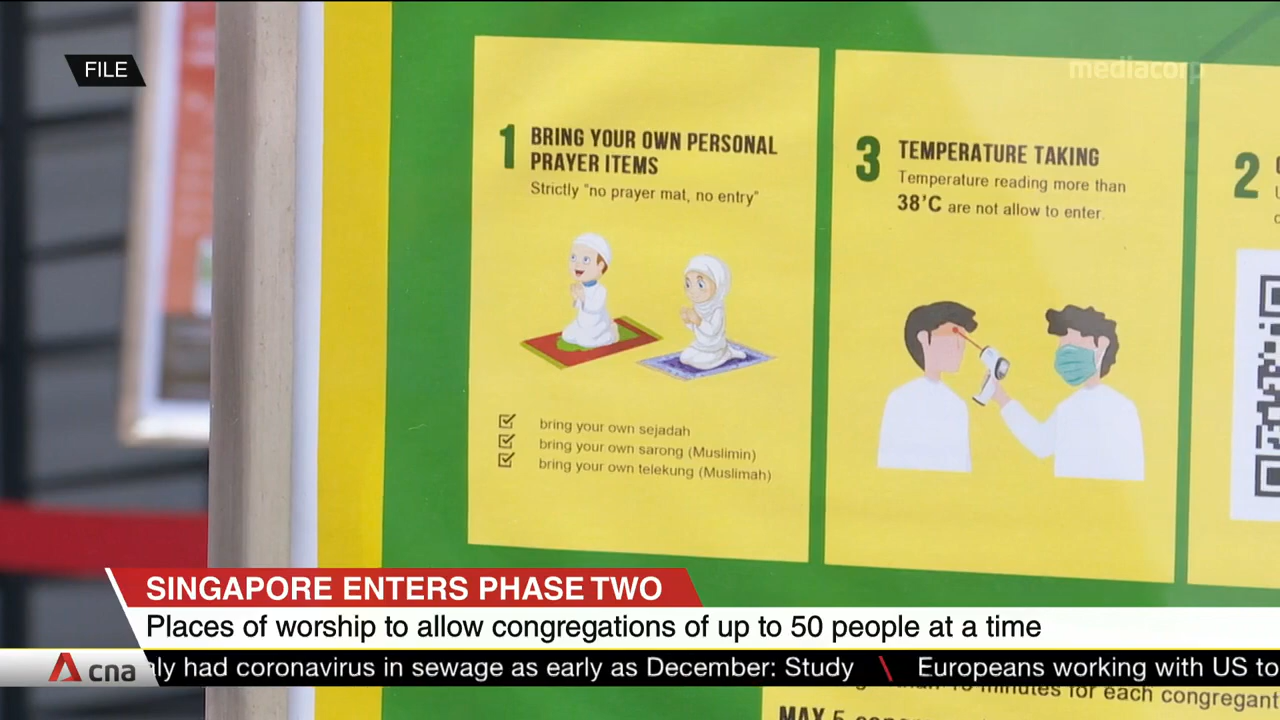 FILE
mediacorp
1 BRING YOUR OWN PERSONAL
PRAYER ITEMS
Strictly "no prayer mat, no entry"
bring your own sejadah
bring your own sarong (Muslimin)
bring your own telekung (Muslimah)
3 TEMPERATURE TAKING
Temperature reading more than
38'C are not allow to enter.
2
SINGAPORE ENTERS PHASE TWO
Places of worship to allow congregations of up to 50 people at a time
cna
had coronavirus in sewage as early as December: Study \ Europeans working with US to
minutes for each congregant
MAX 5